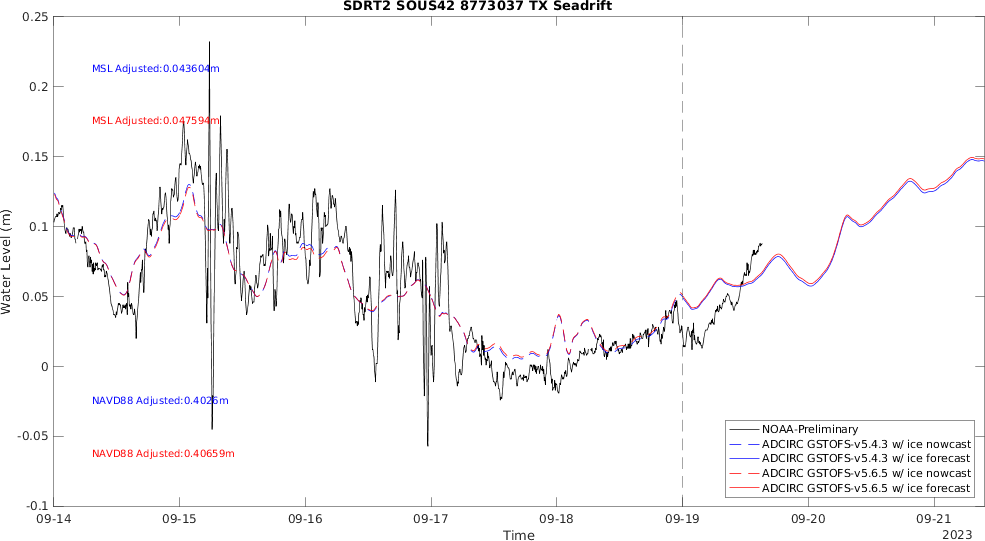 SDRT2 SOUS42 8773037 TX Seadrift
0.25
0.2
0.15
0.1
0.05
0
-0.05
-0.1
Water Level (m)
MSL Adjusted:0.043604m
MSL Adjusted:0.047594m
NAVD88 Adjusted:0.4026m
NAVD88 Adjusted:0.40659m
NOAA-Preliminary
ADCIRC GSTOFS-v5.4.3 w/ ice nowcast
ADCIRC GSTOFS-v5.4.3 w/ ice forecast
ADCIRC GSTOFS-v5.6.5 w/ ice nowcast
ADCIRC GSTOFS-v5.6.5 w/ ice forecast
09-14 09-15 09-16 09-17 09-18 09-19 09-20 09-21
Time
2023